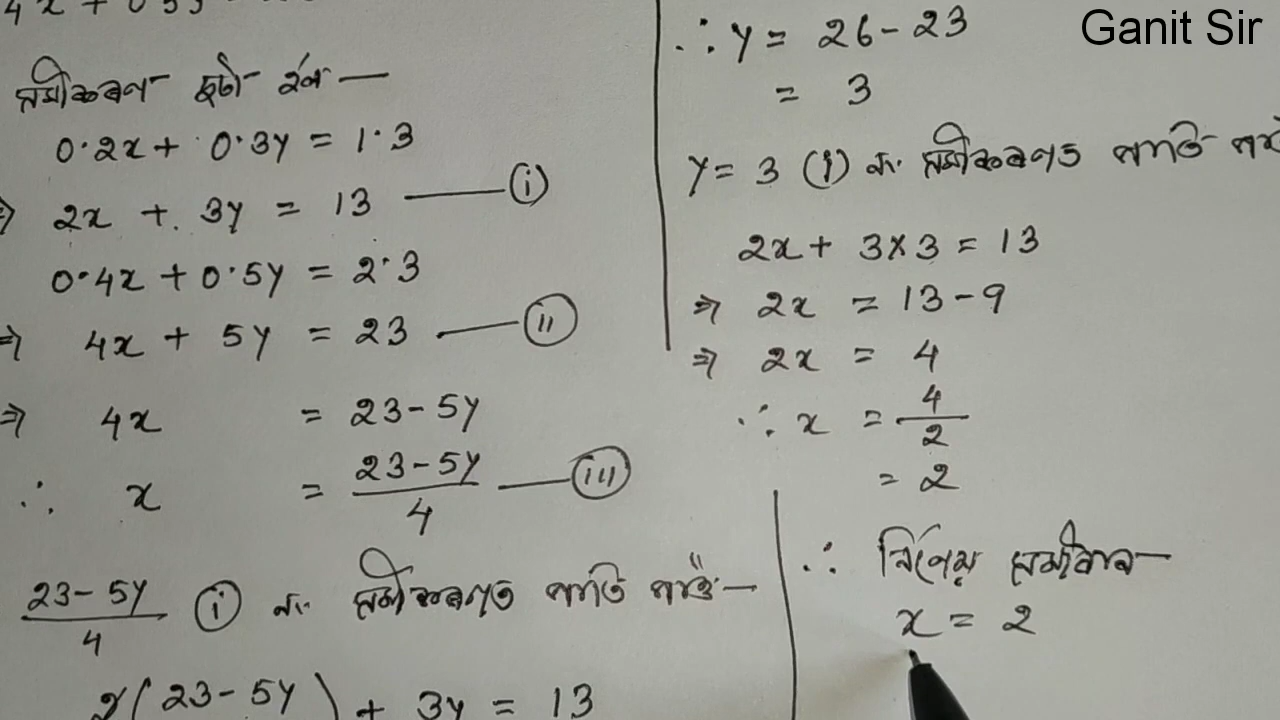 4x + 0.5y
সমীকৰণ দুটা হ'ল —
0.2x + 0.3y = 1.3
⇒ 2x + 3y = 13 —— (i)
0.4x + 0.5y = 2.3
⇒ 4x + 5y = 23 —— (ii)
⇒ 4x = 23 - 5y
∴ x = (23 - 5y)/4 —— (iii)
(23 - 5y)/4 (i) নং সমীকৰণত পাতি পাওঁ —
2(23 - 5y) + 3y = 13
Ganit Sir
∴ y = 26 - 23
= 3
y = 3 (i) নং সমীকৰণত পাতি
2x + 3 × 3 = 13
⇒ 2x = 13 - 9
⇒ 2x = 4
∴ x = 4/2
= 2
∴ নিৰ্ণেয় সমাধান —
x = 2